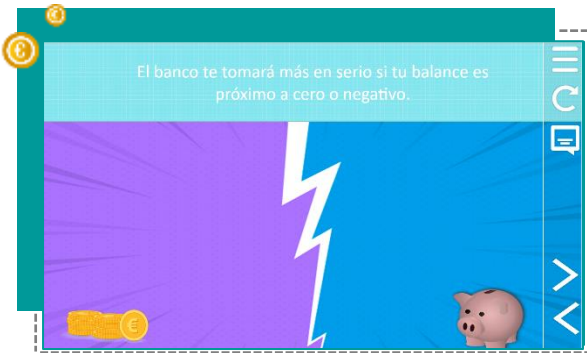 El banco te tomará más en serio si tu balance es
próximo a cero o negativo.